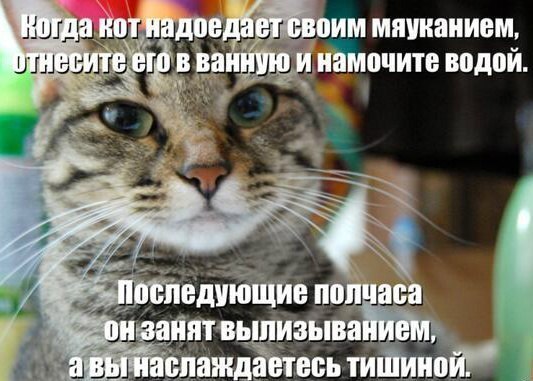 Когда кот надоедает своим мяуканием,
отнесите его в ванную и намочите водой.
Последующие полчаса
он занят вылизыванием,
а вы наслаждаетесь тишиной.